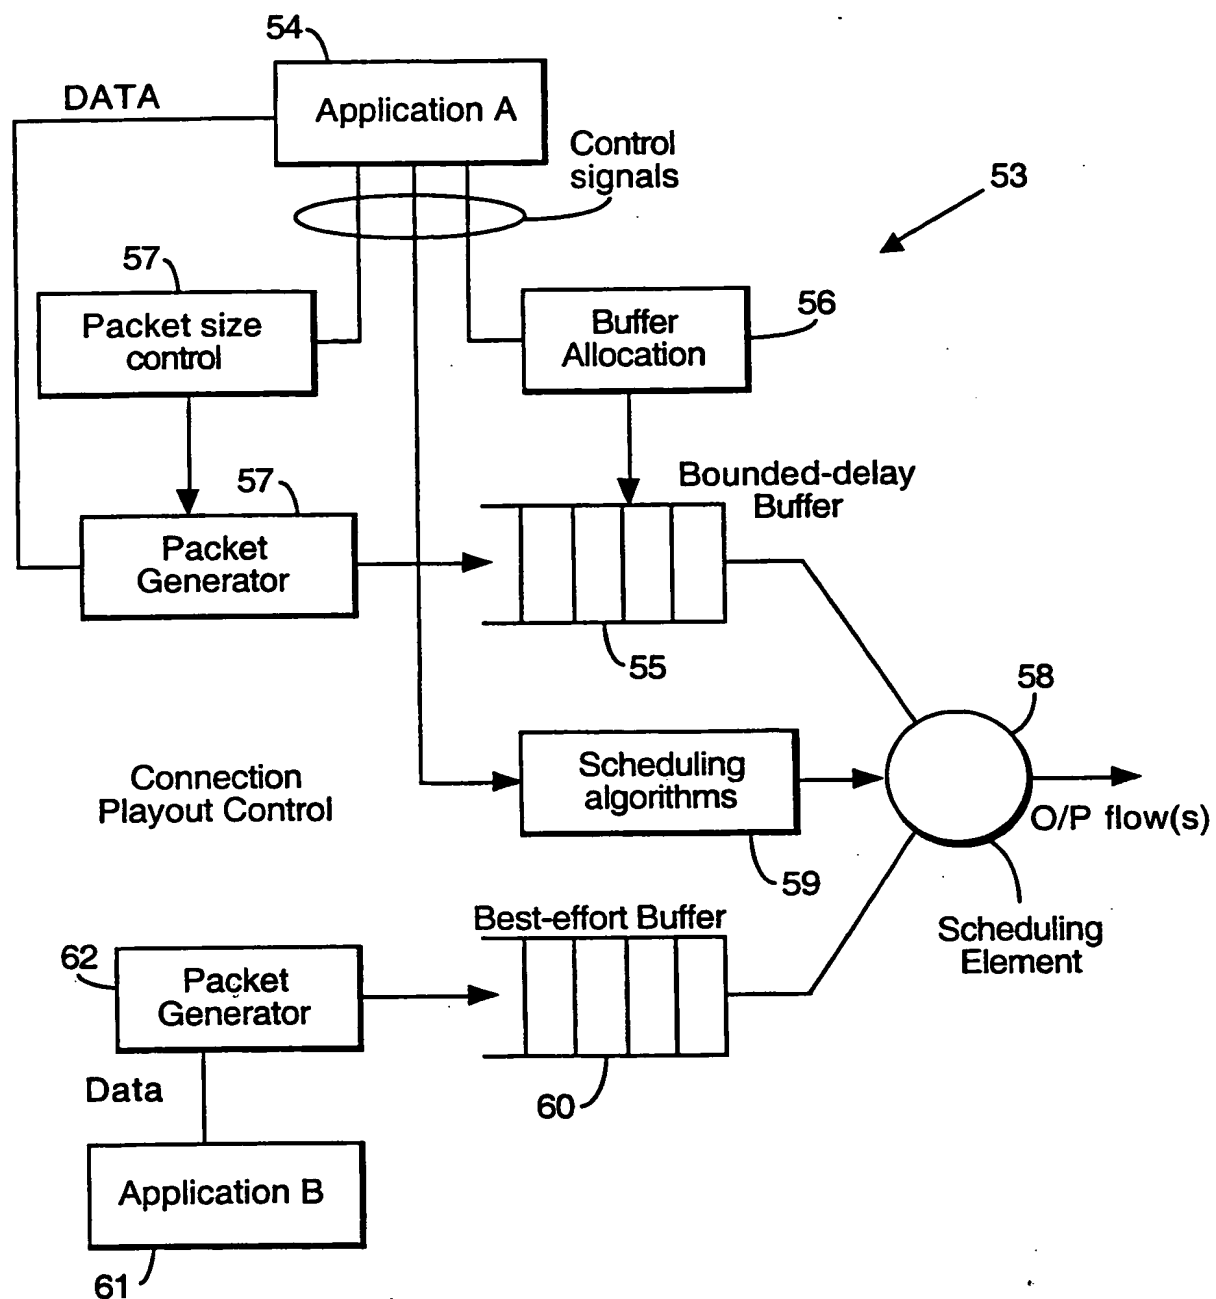 54
DATA
Application A
Control
signals
53
57
Packet size
control
Buffer
Allocation
56
57
Packet
Generator
Bounded-delay
Buffer
55
58
Connection
Playout Control
Scheduling
algorithms
O/P flow(s)
59
Best-effort Buffer
Scheduling
Element
62
Packet
Generator
Data
60
Application B
61